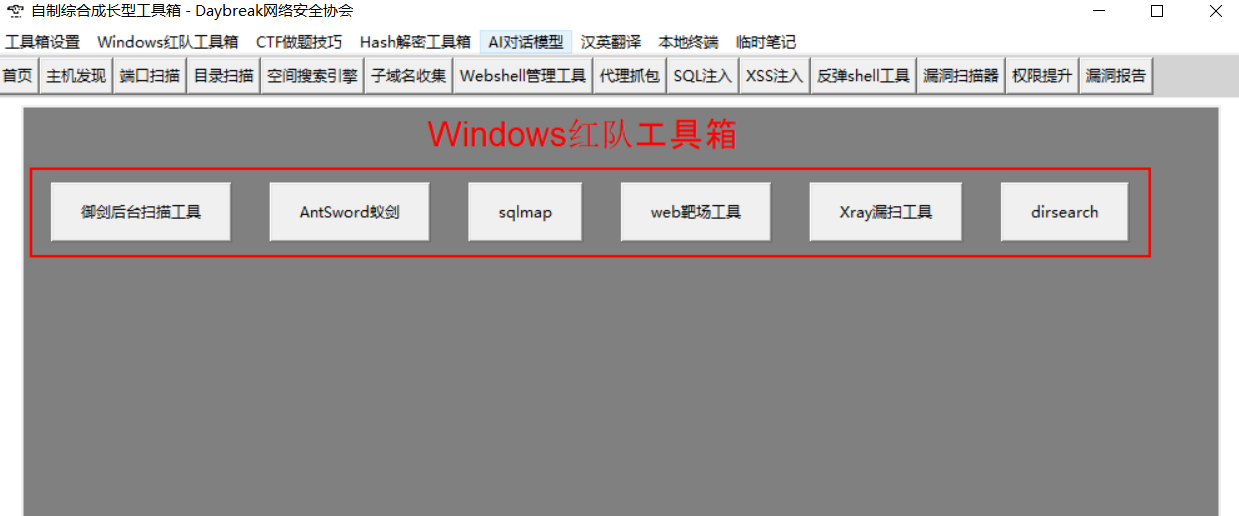 自制综合成长型工具箱 - Daybreak网络安全协会
工具箱设置 Windows红队工具箱 CTF做题技巧 Hash解密工具箱 AI对话模型 汉英翻译 本地终端 临时笔记
首页 主机发现 端口扫描 目录扫描 空间搜索引擎 子域名收集 Webshell管理工具 代理抓包 SQL注入 XSS注入 反弹shell工具 漏洞扫描器 权限提升 漏洞报告
Windows红队工具箱
御剑后台扫描工具 AntSword蚁剑 sqlmap web靶场工具 Xray漏扫工具 dirsearch